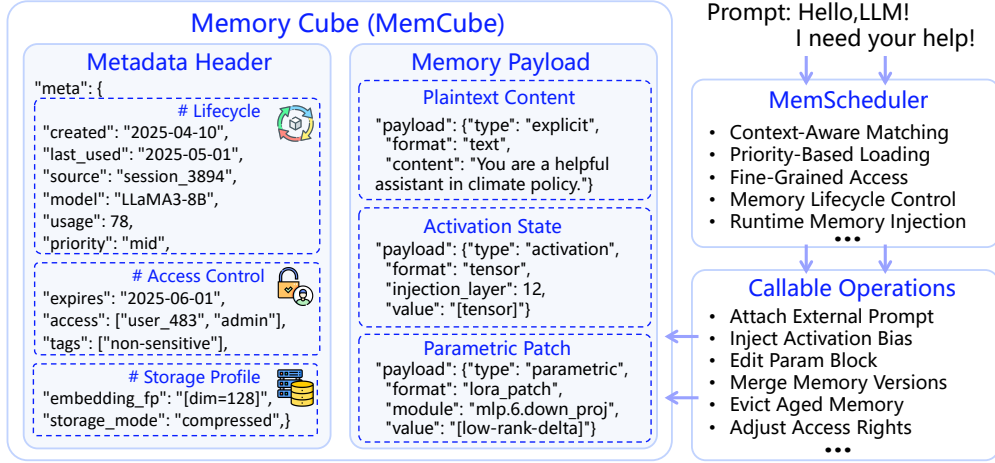 Memory Cube (MemCube)
Metadata Header
"meta": {
# Lifecycle
"created": "2025-04-10",
"last_used": "2025-05-01",
"source": "session_3894",
"model": "LLaMA3-8B",
"usage": 78,
"priority": "mid",
# Access Control
"expires": "2025-06-01",
"access": ["user_483", "admin"],
"tags": ["non-sensitive"],
# Storage Profile
"embedding_fp": "[dim=128]",
"storage_mode": "compressed",}
Memory Payload
Plaintext Content
"payload": {"type": "explicit",
"format": "text",
"content": "You are a helpful
assistant in climate policy."}
Activation State
"payload": {"type": "activation",
"format": "tensor",
"injection_layer": 12,
"value": "[tensor]"}
Parametric Patch
"payload": {"type": "parametric",
"format": "lora_patch",
"module": "mlp.6.down_proj",
"value": "[low-rank-delta]"}
Prompt: Hello,LLM!
I need your help!
MemScheduler
• Context-Aware Matching
• Priority-Based Loading
• Fine-Grained Access
• Memory Lifecycle Control
• Runtime Memory Injection
•••
Callable Operations
• Attach External Prompt
• Inject Activation Bias
• Edit Param Block
• Merge Memory Versions
• Evict Aged Memory
• Adjust Access Rights
•••